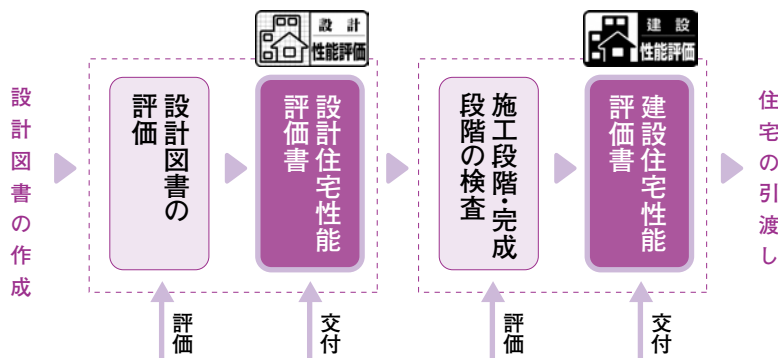 設計図書の作成
設計図書の
評価
設計
性能評価
設計住宅性能
評価書
施工段階・完成
段階の検査
建設
性能評価
建設住宅性能
評価書
住宅の引渡し
評価
交付
評価
交付